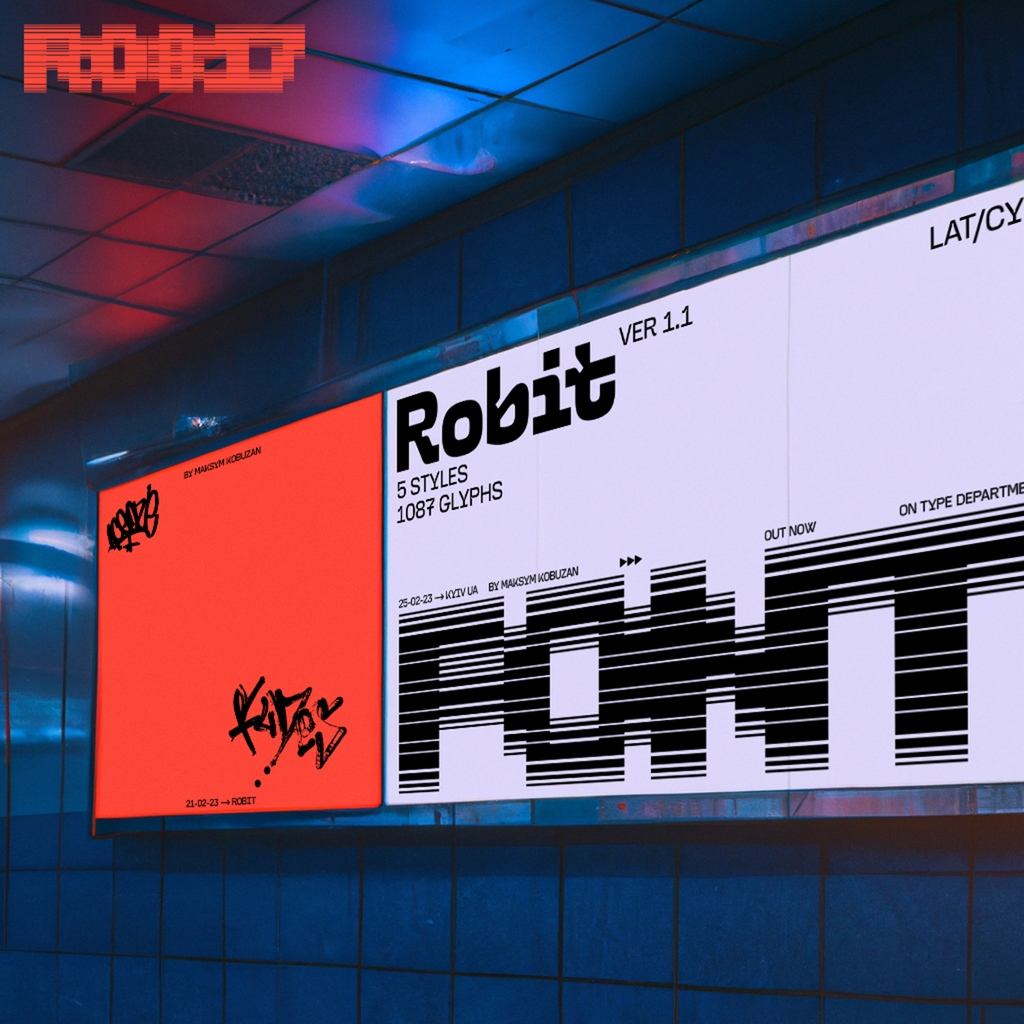 LAT/CY
VER 1.1
Robit
5 STYLES
1087 GLYPHS
BY MAKSYM KOBUZAN
ON TYPE DEPARTME
OUT NOW
25-02-23 → KYIV UA BY MAKSYM KOBUZAN
FONT
21-02-23 → ROBIT